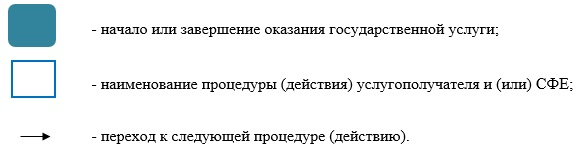 - начало или завершение оказания государственной услуги;
- наименование процедуры (действия) услугополучателя и (или) СФЕ;
- переход к следующей процедуре (действию).